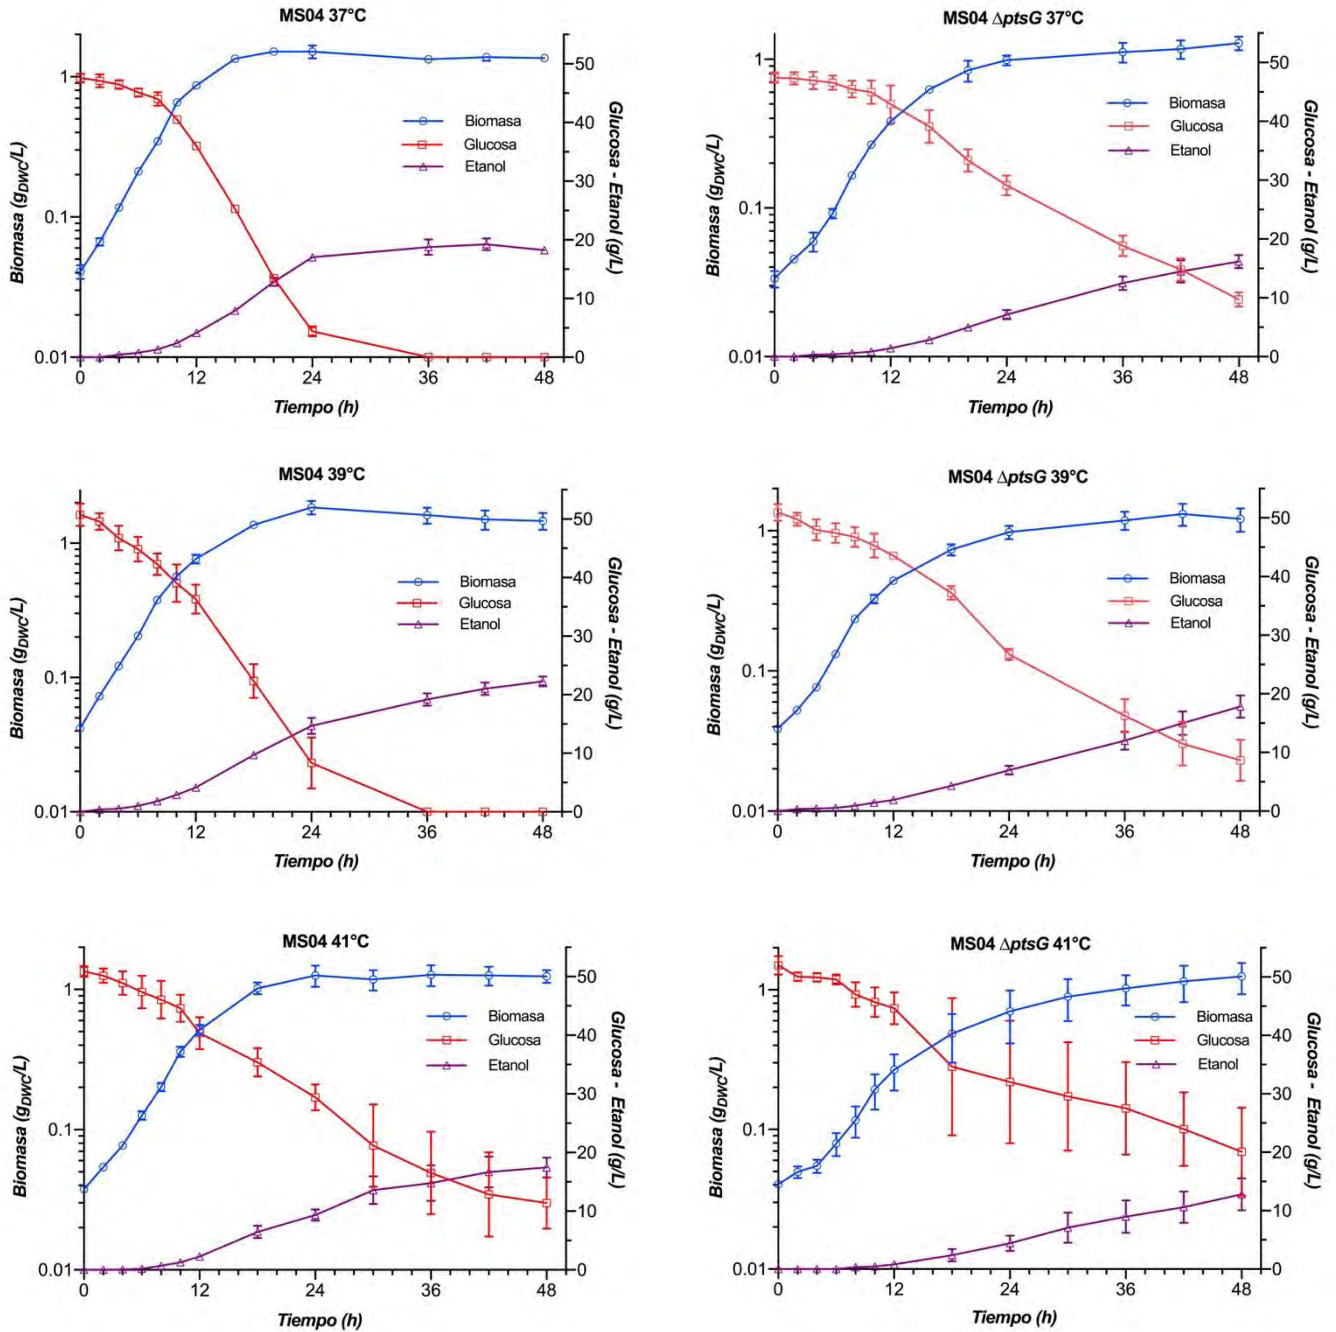 MS04 37°C
Biomasa (gDWC/L)
1
0.1
0.01
Biomasa
Glucosa
Etanol
50
40
30
20
10
0
Glucosa - Etanol (g/L)
0 12 24 36 48
Tiempo (h)
MS04 ΔptsG 37°C
Biomasa (gDWC/L)
1
0.1
0.01
Biomasa
Glucosa
Etanol
50
40
30
20
10
0
Glucosa - Etanol (g/L)
0 12 24 36 48
Tiempo (h)
MS04 39°C
Biomasa (gDWC/L)
1
0.1
0.01
Biomasa
Glucosa
Etanol
50
40
30
20
10
0
Glucosa - Etanol (g/L)
0 12 24 36 48
Tiempo (h)
MS04 ΔptsG 39°C
Biomasa (gDWC/L)
1
0.1
0.01
Biomasa
Glucosa
Etanol
50
40
30
20
10
0
Glucosa - Etanol (g/L)
0 12 24 36 48
Tiempo (h)
MS04 41°C
Biomasa (gDWC/L)
1
0.1
0.01
Biomasa
Glucosa
Etanol
50
40
30
20
10
0
Glucosa - Etanol (g/L)
0 12 24 36 48
Tiempo (h)
MS04 ΔptsG 41°C
Biomasa (gDWC/L)
1
0.1
0.01
Biomasa
Glucosa
Etanol
50
40
30
20
10
0
Glucosa - Etanol (g/L)
0 12 24 36 48
Tiempo (h)